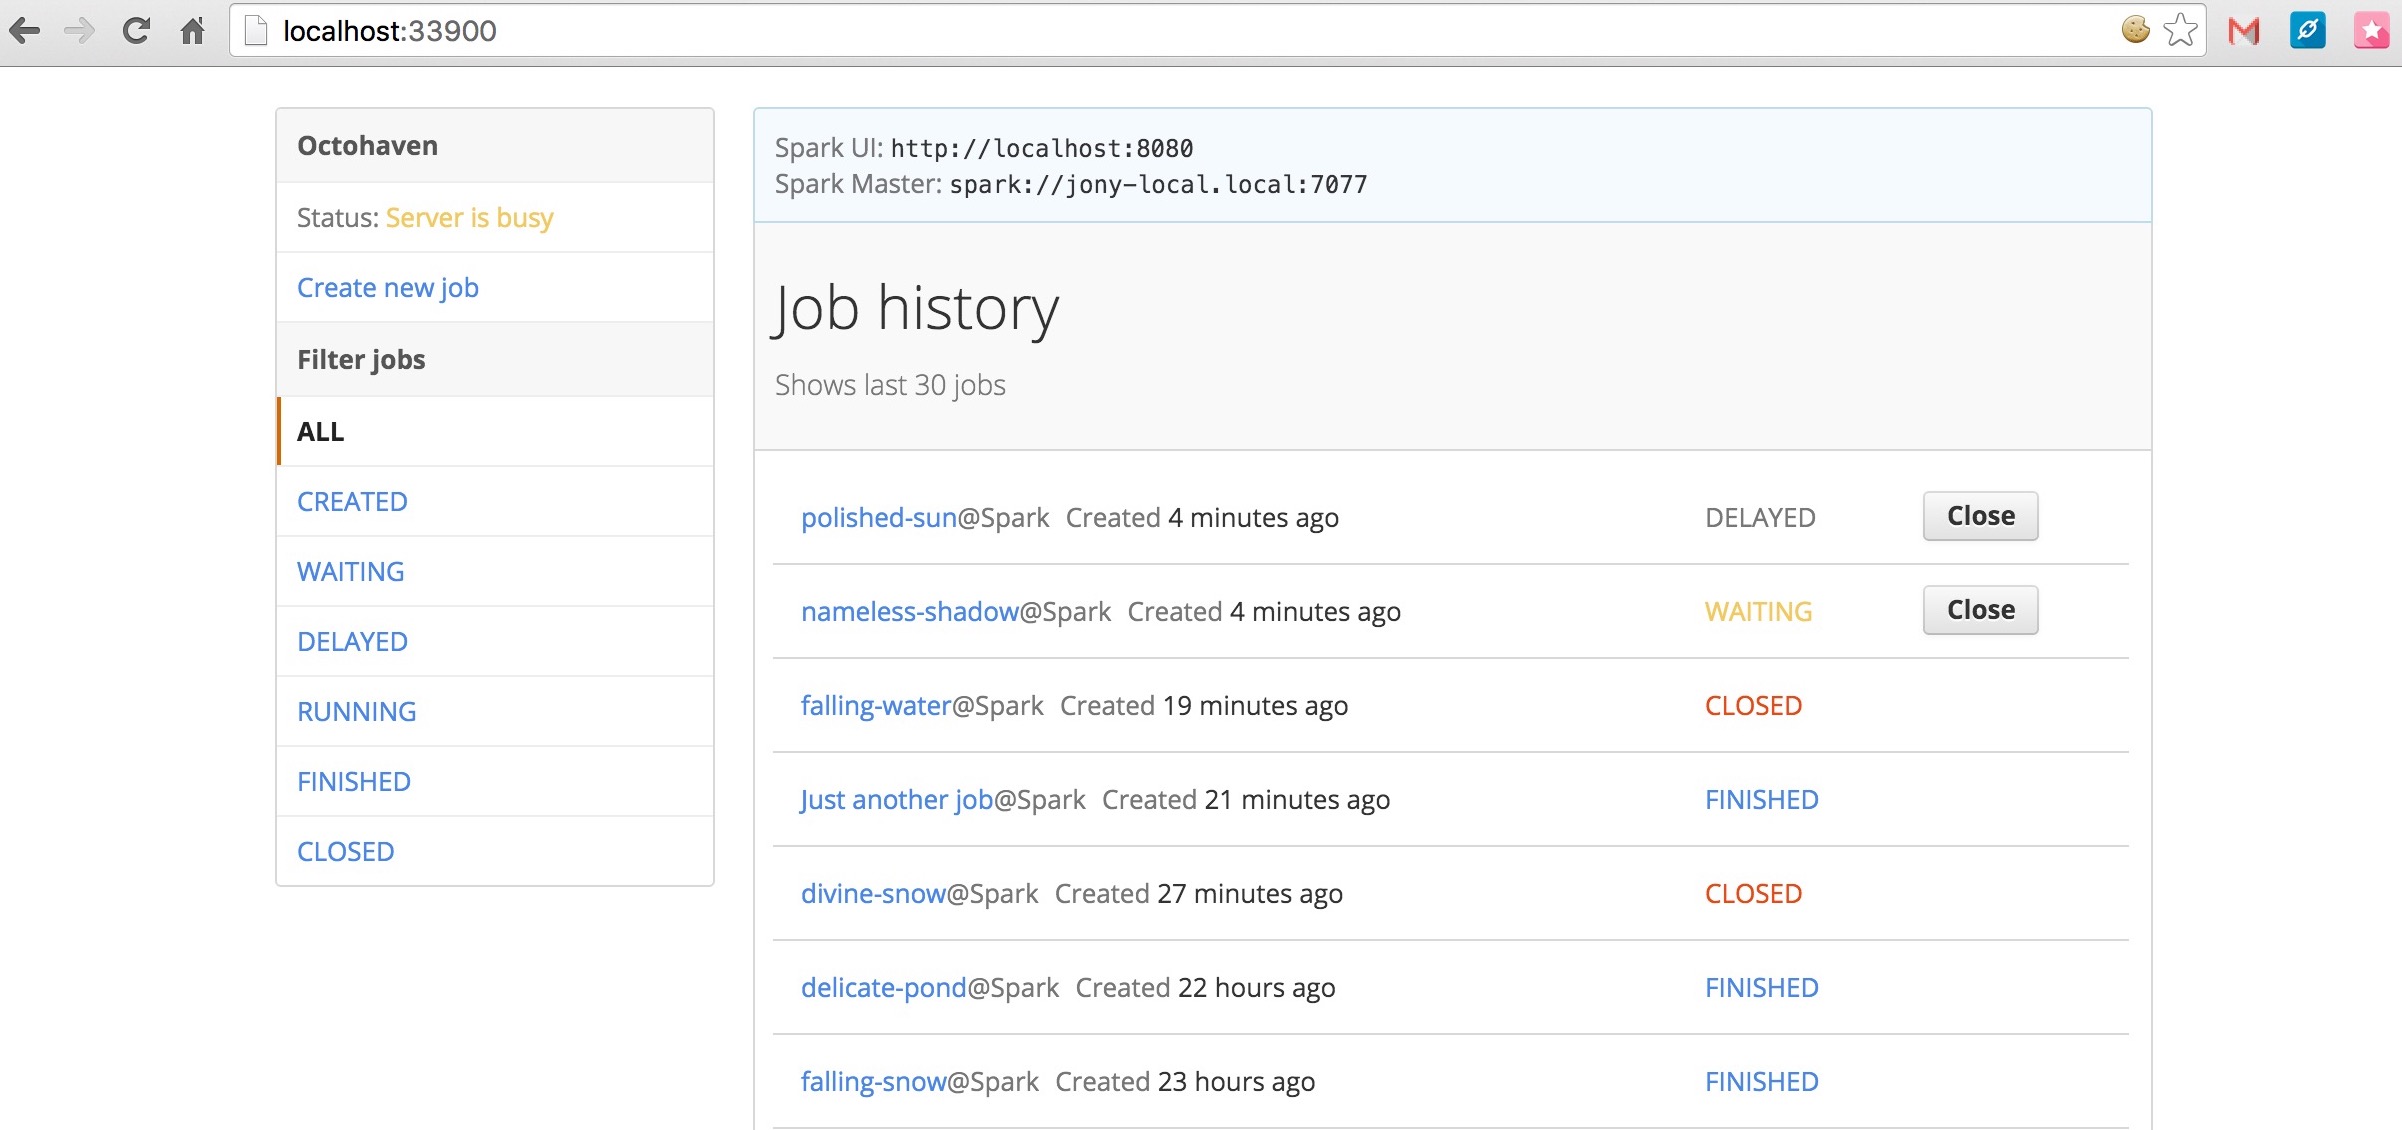 localhost:33900
Octohaven
Status: Server is busy
Create new job
Filter jobs
ALL
CREATED
WAITING
DELAYED
RUNNING
FINISHED
CLOSED
Spark UI: http://localhost:8080
Spark Master: spark://jony-local.local:7077
Job history
Shows last 30 jobs
polished-sun@Spark Created 4 minutes ago DELAYED Close
nameless-shadow@Spark Created 4 minutes ago WAITING Close
falling-water@Spark Created 19 minutes ago CLOSED
Just another job@Spark Created 21 minutes ago FINISHED
divine-snow@Spark Created 27 minutes ago CLOSED
delicate-pond@Spark Created 22 hours ago FINISHED
falling-snow@Spark Created 23 hours ago FINISHED